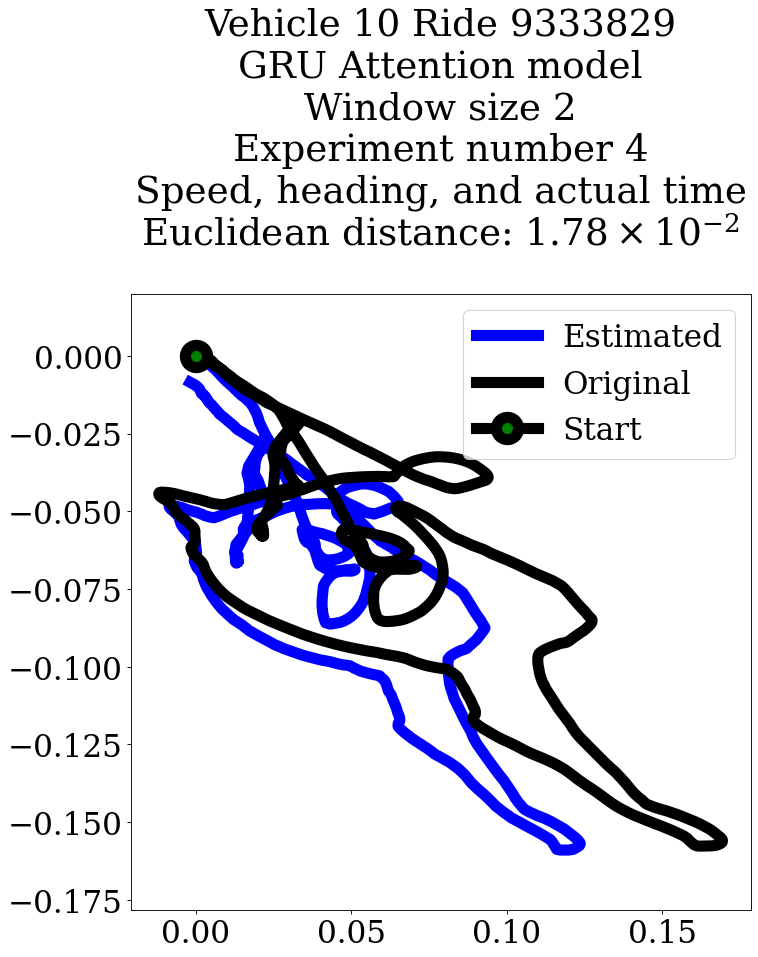 Vehicle 10 Ride 9333829
GRU Attention model
Window size 2
Experiment number 4
Speed, heading, and actual time
Euclidean distance: 1.78 × 10⁻²
Estimated
Original
Start
0.000
−0.025
−0.050
−0.075
−0.100
−0.125
−0.150
−0.175
0.00 0.05 0.10 0.15